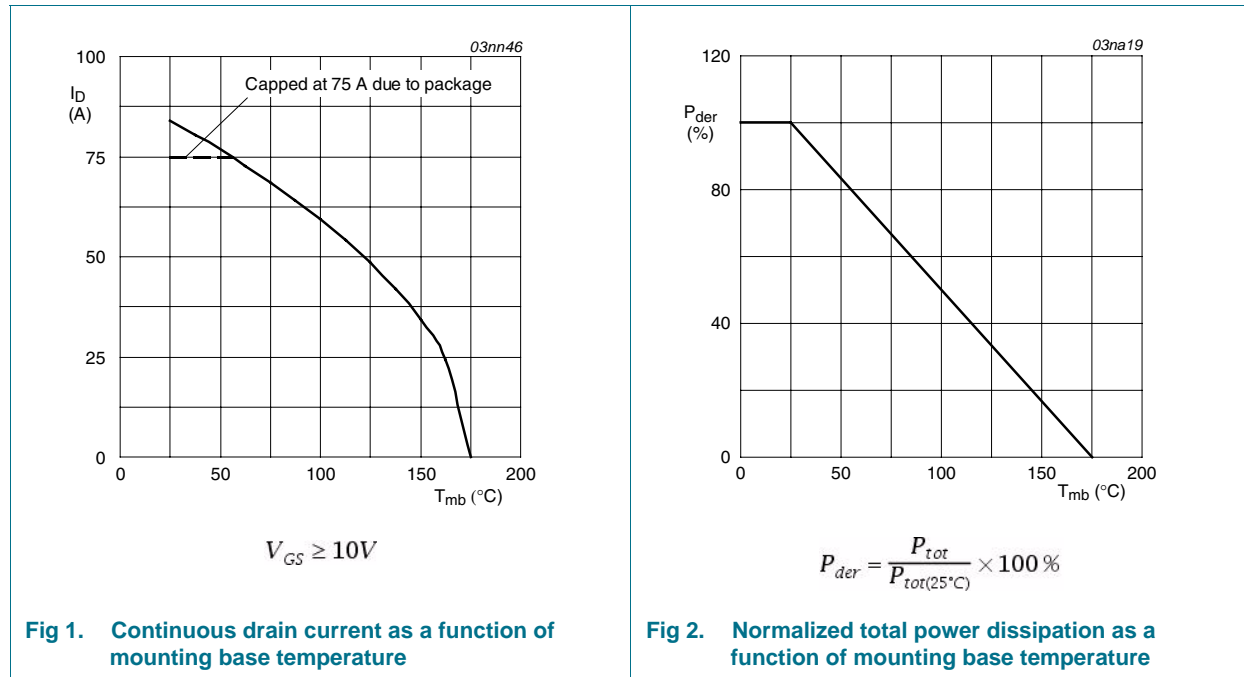 03nn46
100
I_D
(A)
Capped at 75 A due to package
75
50
25
0
0
50
100
150
200
T_mb (°C)
V_GS ≥ 10V
Fig 1. Continuous drain current as a function of
mounting base temperature
03na19
120
P_der
(%)
80
40
0
0
50
100
150
200
T_mb (°C)
P_der = P_tot / P_tot(25°C) × 100 %
Fig 2. Normalized total power dissipation as a
function of mounting base temperature